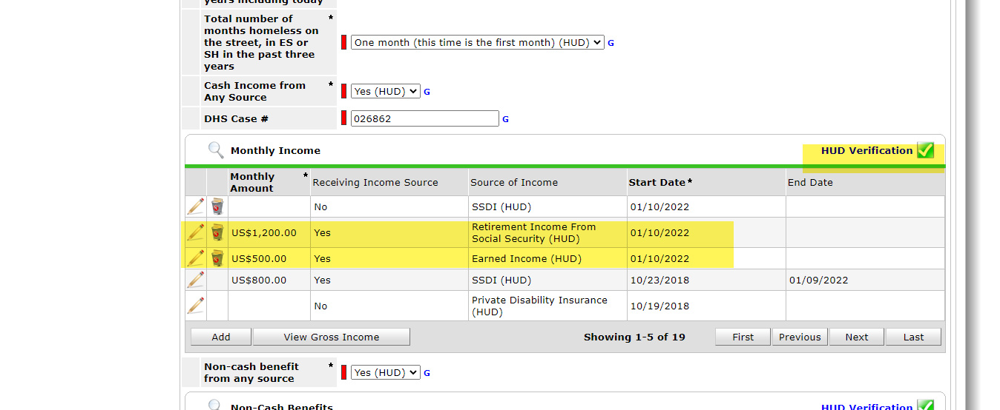 years including today
Total number of *
months homeless on
the street, in ES or
SH in the past three
years
One month (this time is the first month) (HUD) G
Cash Income from *
Any Source
Yes (HUD) G
DHS Case #
026862 G
Monthly Income HUD Verification
Monthly * Amount Receiving Income Source Source of Income Start Date* End Date
No SSDI (HUD) 01/10/2022
US$1,200.00 Yes Retirement Income From Social Security (HUD) 01/10/2022
US$500.00 Yes Earned Income (HUD) 01/10/2022
US$800.00 Yes SSDI (HUD) 10/23/2018 01/09/2022
No Private Disability Insurance (HUD) 10/19/2018
Add View Gross Income Showing 1-5 of 19 First Previous Next Last
Non-cash benefit *
from any source
Yes (HUD) G
Non-Cash Benefits HUD Verification